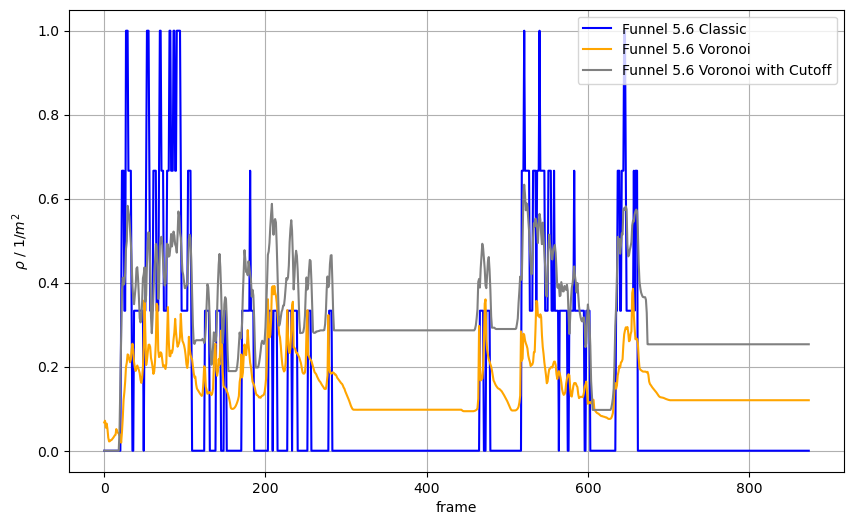 Funnel 5.6 Classic
Funnel 5.6 Voronoi
Funnel 5.6 Voronoi with Cutoff
1.0
0.8
0.6
0.4
0.2
0.0
ρ / 1/m²
0 200 400 600 800
frame